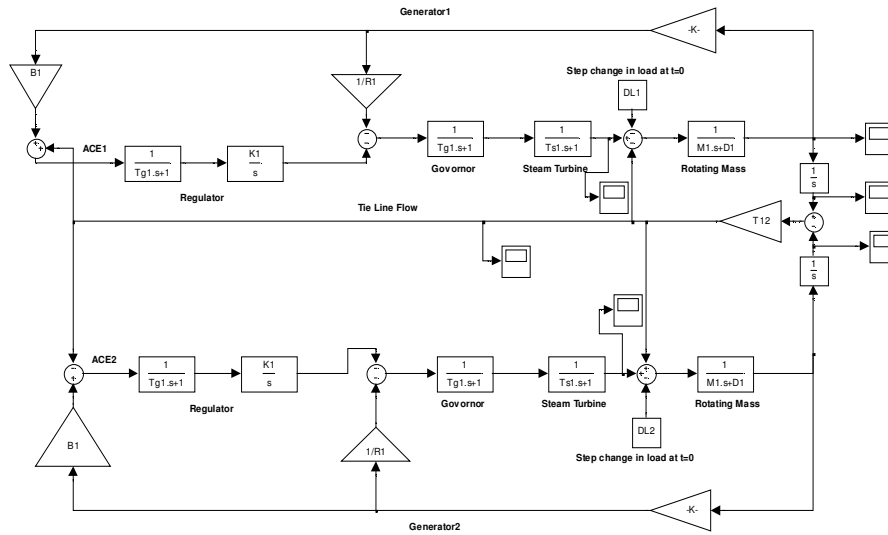 Generator1
-K-
B1
1/R1
Step change in load at t=0
DL1
ACE1
1
Tg1.s+1
K1
s
1
Tg1.s+1
1
Ts1.s+1
1
M1.s+D1
Regulator
Govornor
Steam Turbine
Rotating Mass
1
s
Tie Line Flow
T12
1
s
ACE2
1
Tg1.s+1
K1
s
1
Tg1.s+1
1
Ts1.s+1
1
M1.s+D1
Regulator
Govornor
Steam Turbine
Rotating Mass
B1
1/R1
DL2
Step change in load at t=0
-K-
Generator2